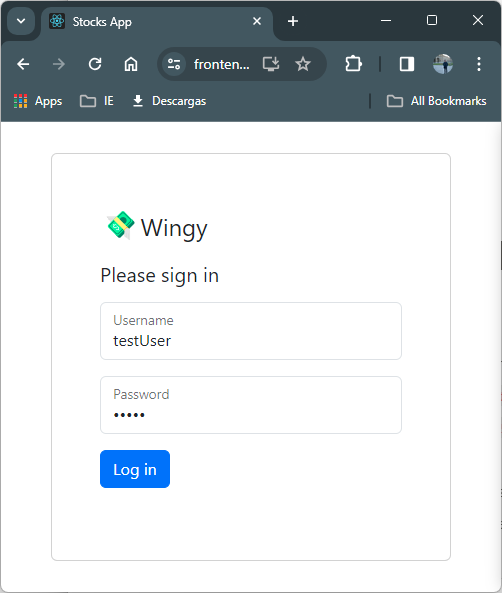 Stocks App
fronten...
Apps
IE
Descargas
All Bookmarks
Wingy
Please sign in
Username
testUser
Password
•••••
Log in